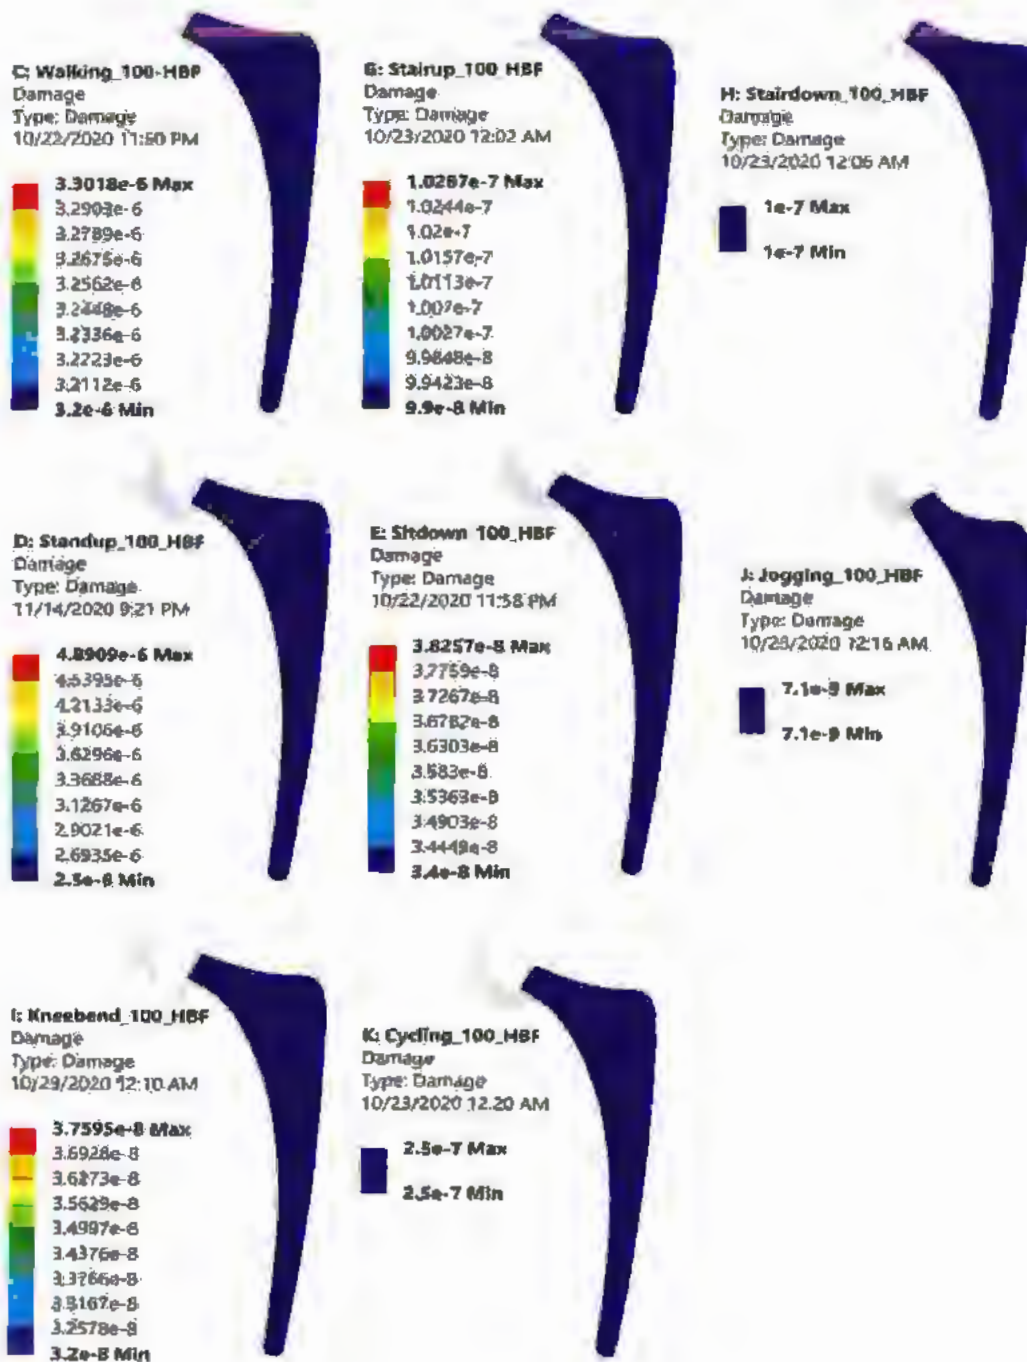 C: Walking_100-HBF
Damage
Type: Damage
10/22/2020 11:50 PM
3.3018e-6 Max
3.2903e-6
3.2789e-6
3.2675e-6
3.2562e-6
3.2448e-6
3.2336e-6
3.2223e-6
3.2112e-6
3.2e-6 Min
G: Stairup_100_HBF
Damage
Type: Damage
10/23/2020 12:02 AM
1.0287e-7 Max
1.0244e-7
1.02e-7
1.0157e-7
1.0113e-7
1.007e-7
1.0027e-7
9.9848e-8
9.9423e-8
9.9e-8 Min
H: Stairdown_100_HBF
Damage
Type: Damage
10/23/2020 12:06 AM
1e-7 Max
1e-7 Min
D: Standup_100_HBF
Damage
Type: Damage
11/14/2020 9:21 PM
4.8909e-6 Max
4.5395e-6
4.2133e-6
3.9106e-6
3.6296e-6
3.3688e-6
3.1267e-6
2.9021e-6
2.6935e-6
2.5e-6 Min
E: Sitdown_100_HBF
Damage
Type: Damage
10/22/2020 11:58 PM
3.8257e-8 Max
3.7759e-8
3.7267e-8
3.6782e-8
3.6303e-8
3.583e-8
3.5363e-8
3.4903e-8
3.4449e-8
3.4e-8 Min
J: Jogging_100_HBF
Damage
Type: Damage
12:16 AM
7.1e-9 Max
7.1e-9 Min
I: Kneebend_100_HBF
Damage
Type: Damage
10/29/2020 12:10 AM
3.7595e-8 Max
3.6928e-8
3.6273e-8
3.5629e-8
3.4997e-8
3.4376e-8
3.3766e-8
3.3167e-8
3.2578e-8
3.2e-8 Min
K: Cycling_100_HBF
Damage
Type: Damage
10/23/2020 12:20 AM
2.5e-7 Max
2.5e-7 Min